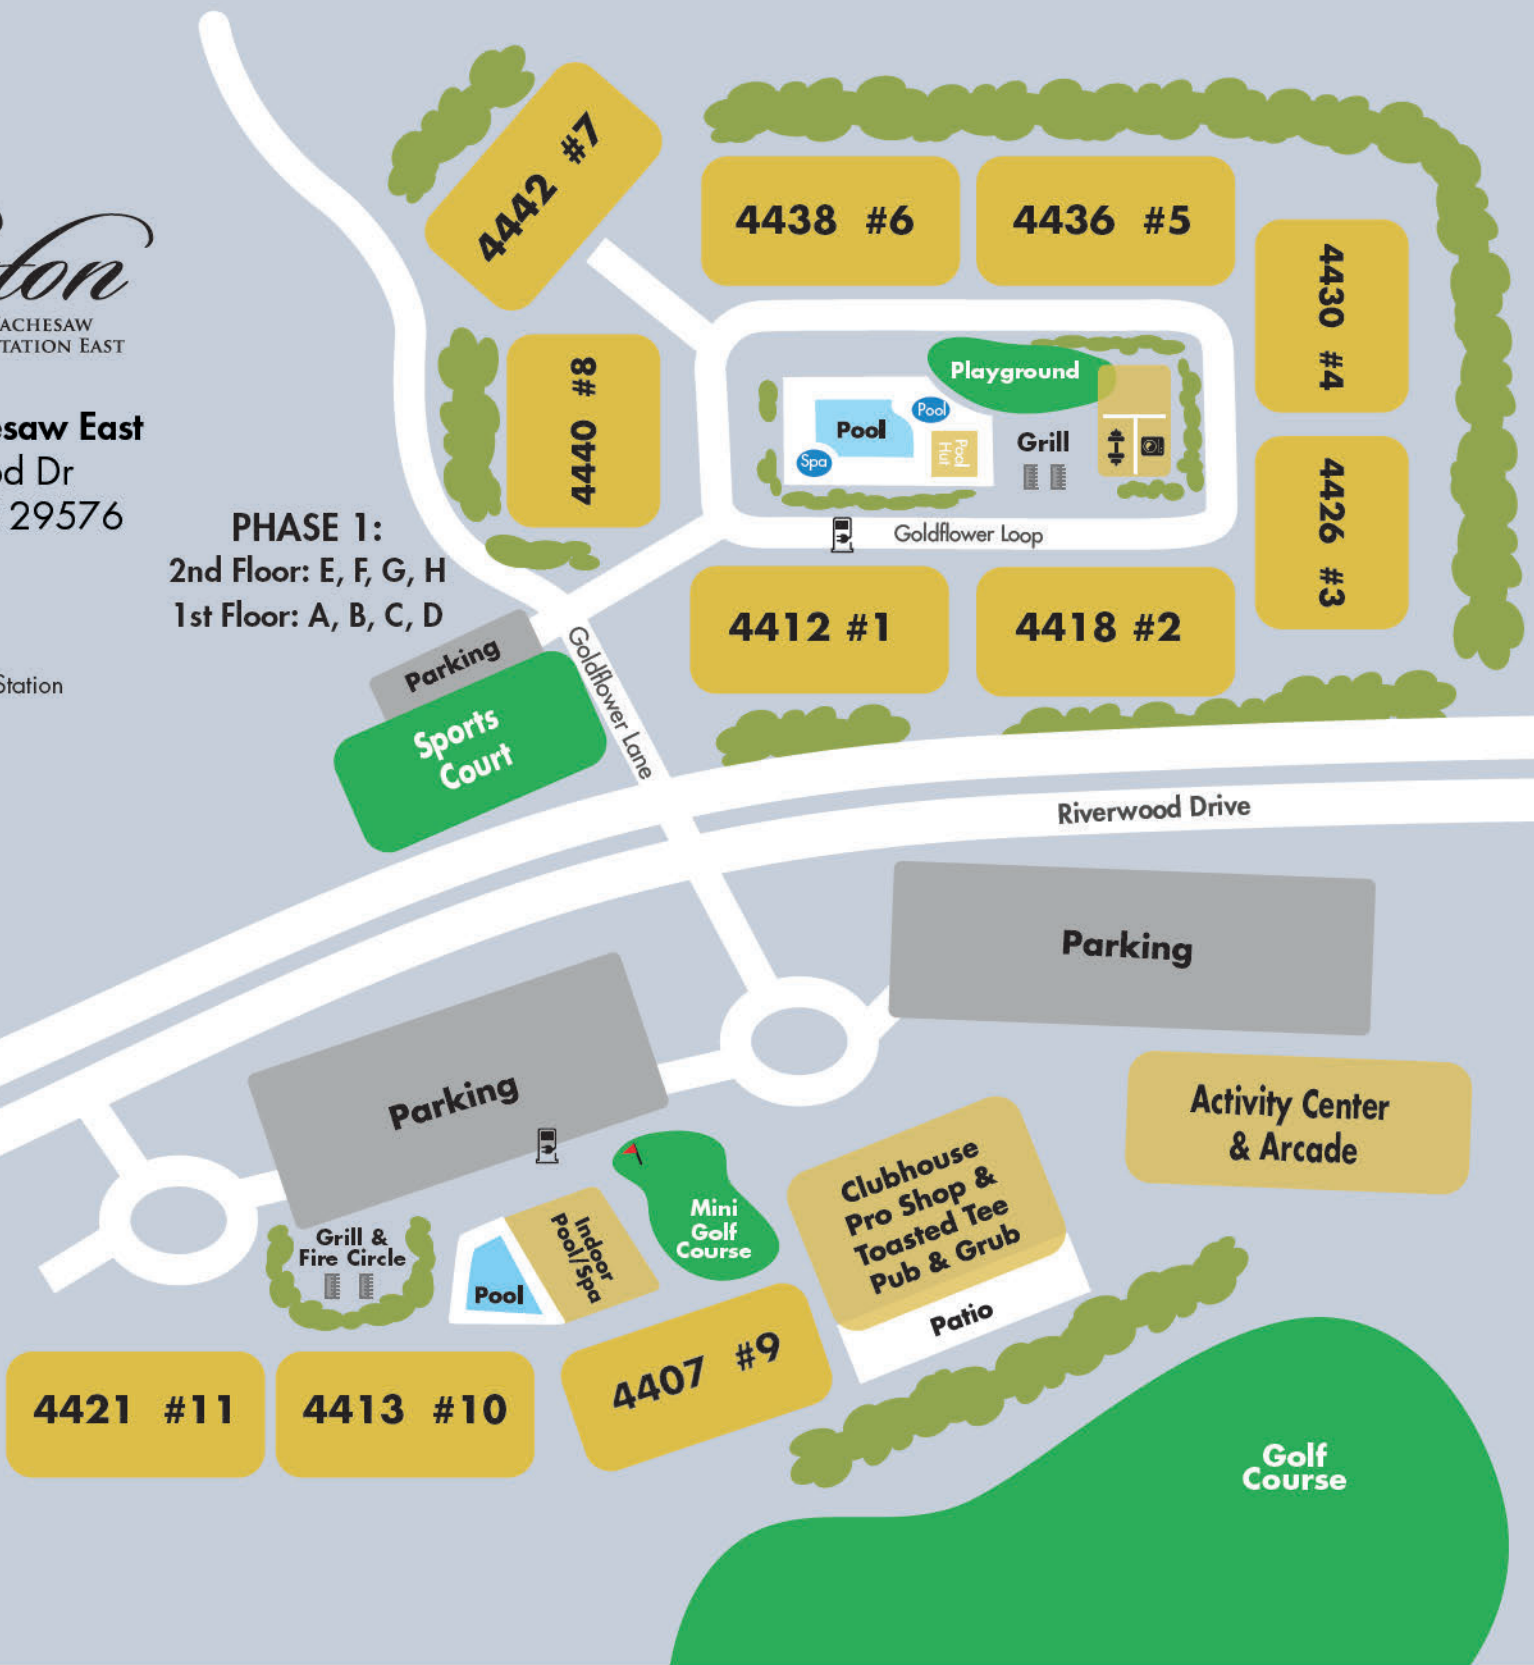 ACHESAW
TATION EAST
esaw East
d Dr
29576
PHASE 1:
2nd Floor: E, F, G, H
1st Floor: A, B, C, D
Station
4442 #7
4438 #6
4436 #5
4430 #4
4440 #8
4426 #3
Playground
Pool
Pool
Spa
Pool
Hut
Grill
Goldflower Loop
4412 #1
4418 #2
Parking
Sports
Court
Goldflower Lane
Riverwood Drive
Parking
Parking
Activity Center
& Arcade
Clubhouse
Pro Shop &
Toasted Tee
Pub & Grub
Patio
Mini
Golf
Course
Indoor
Pool/Spa
Pool
Grill &
Fire Circle
4407 #9
4421 #11
4413 #10
Golf
Course